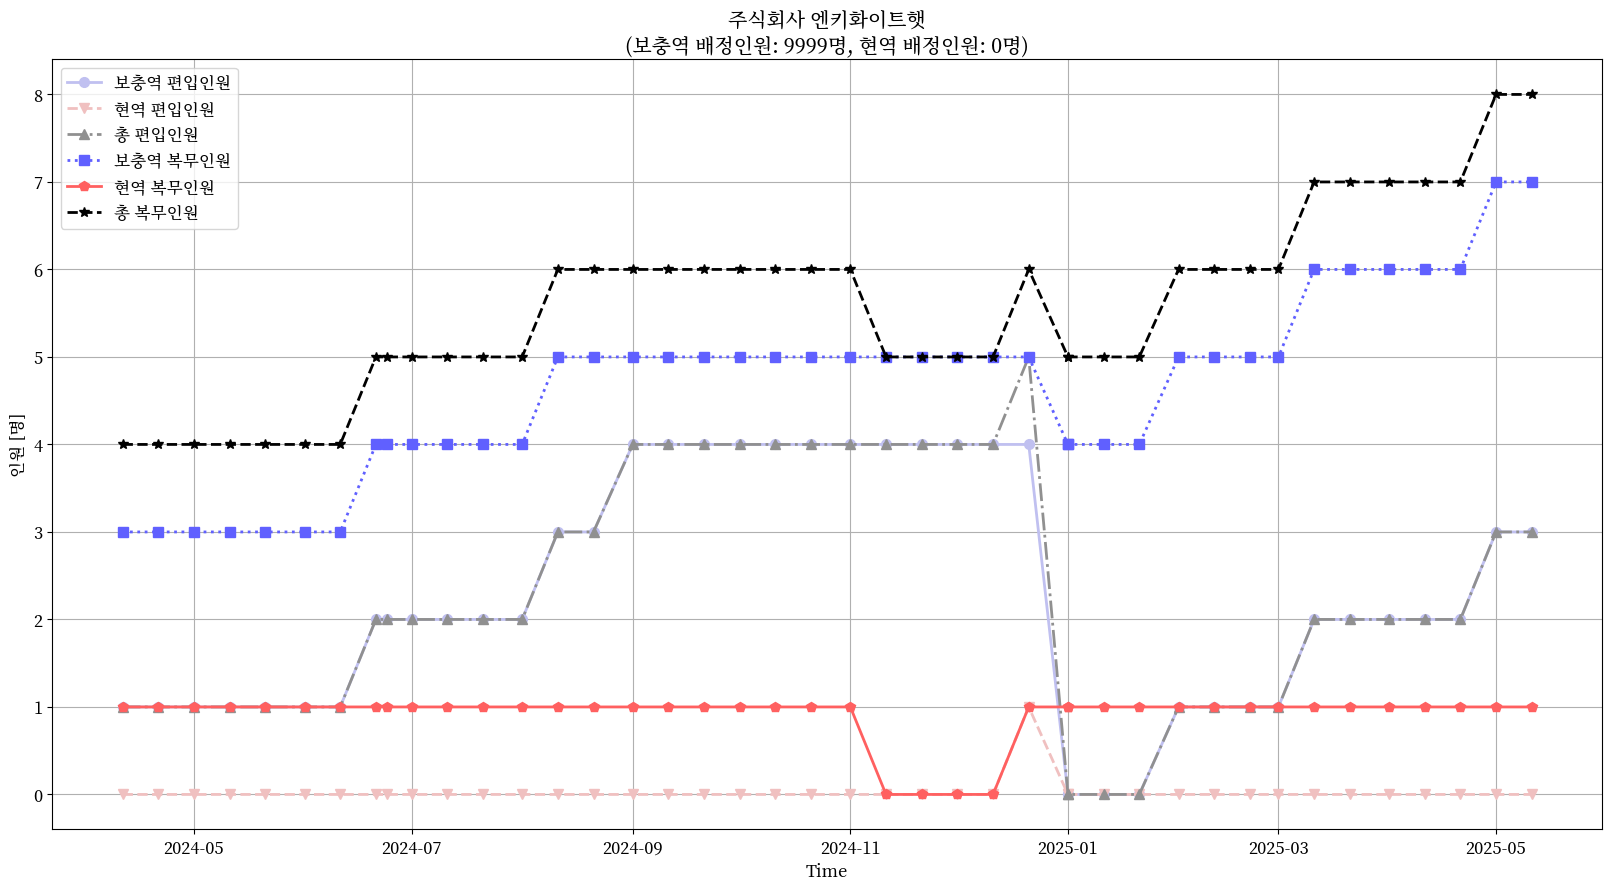 주식회사 엔키화이트햇
(보충역 배정인원: 9999명, 현역 배정인원: 0명)
보충역 편입인원
현역 편입인원
총 편입인원
보충역 복무인원
현역 복무인원
총 복무인원
인원 [명]
8
7
6
5
4
3
2
1
0
2024-05
2024-07
2024-09
2024-11
2025-01
2025-03
2025-05
Time